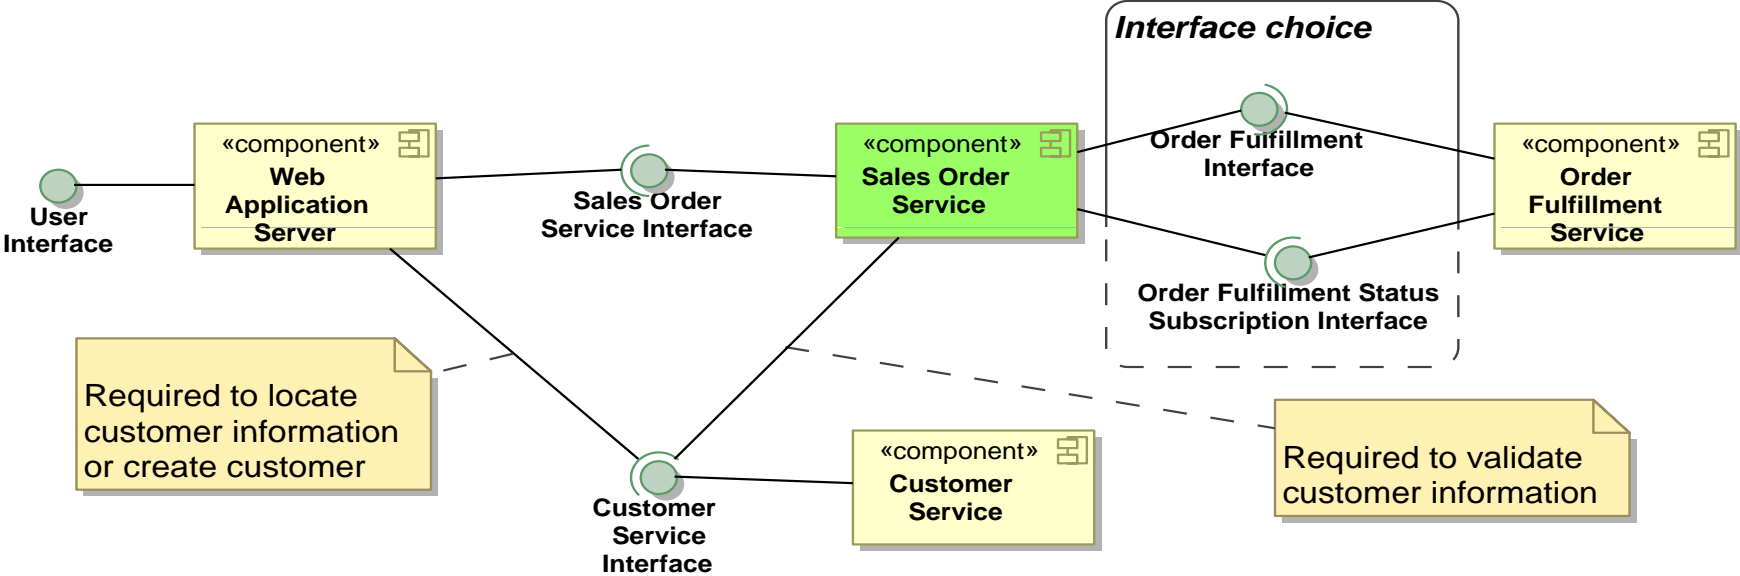 Interface choice
«component»
Web
Application
Server
User
Interface
Sales Order
Service Interface
«component»
Sales Order
Service
Order Fulfillment
Interface
Order Fulfillment Status
Subscription Interface
«component»
Order
Fulfillment
Service
Required to locate
customer information
or create customer
Customer
Service
Interface
«component»
Customer
Service
Required to validate
customer information